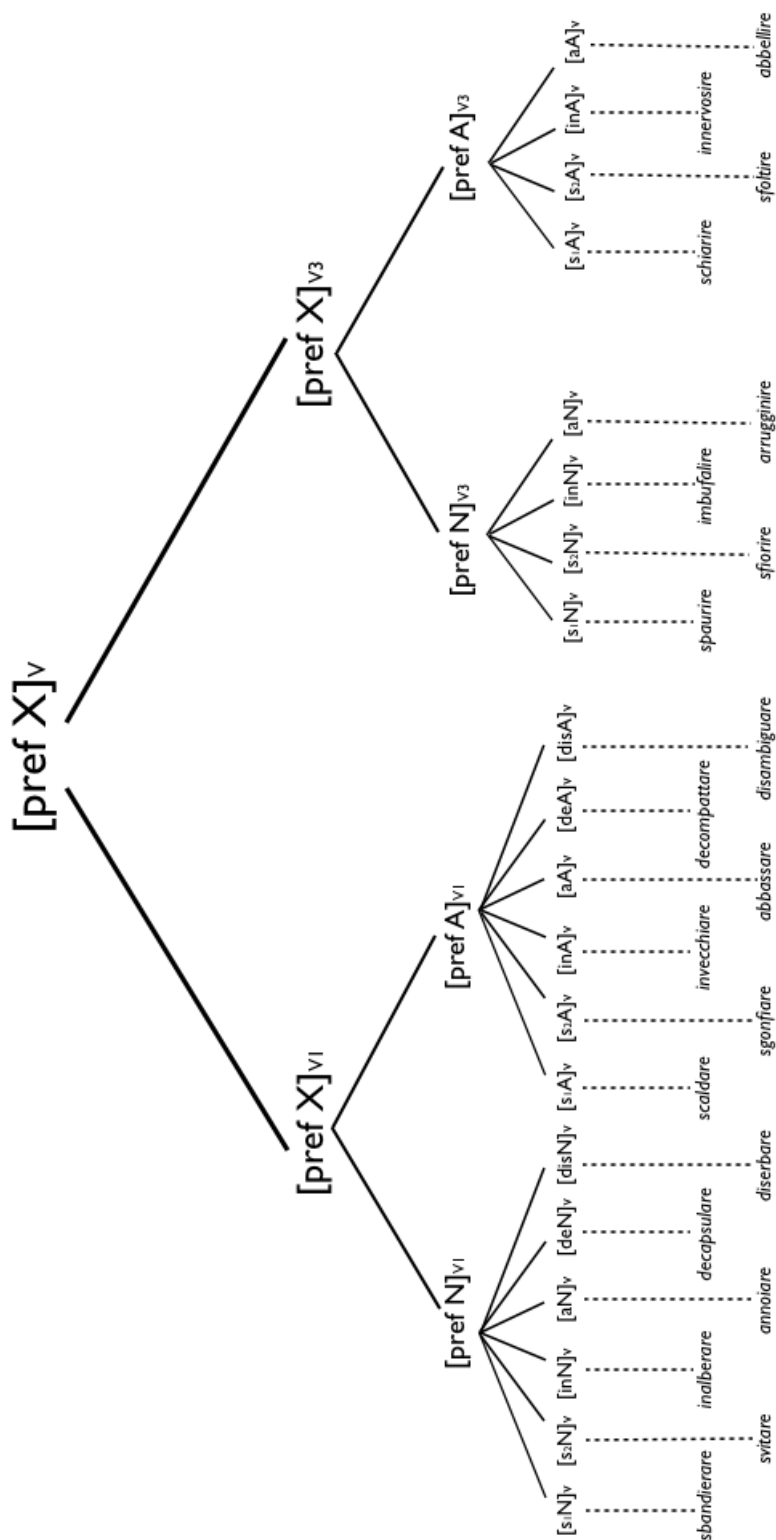 [pref X]V
[pref X]V1
[pref X]V3
[pref N]V1
[pref A]V1
[pref N]V3
[pref A]V3
[s1N]V
[s2N]V
[inN]V
[aN]V
[deN]V
[disN]V
[s1A]V
[s2A]V
[inA]V
[aA]V
[deA]V
[disA]V
[s1N]V
[s2N]V
[inN]V
[aN]V
[s1A]V
[s2A]V
[inA]V
[aA]V
sbandierare
inalberare
decapsulare
scaldare
invecchiare
decompattare
spaurire
imbufalire
schiarire
innervosire
svitare
annoiare
diserbare
sgonfiare
abbassare
disambiguare
sfiorire
arrugginire
sfoltire
abbellire